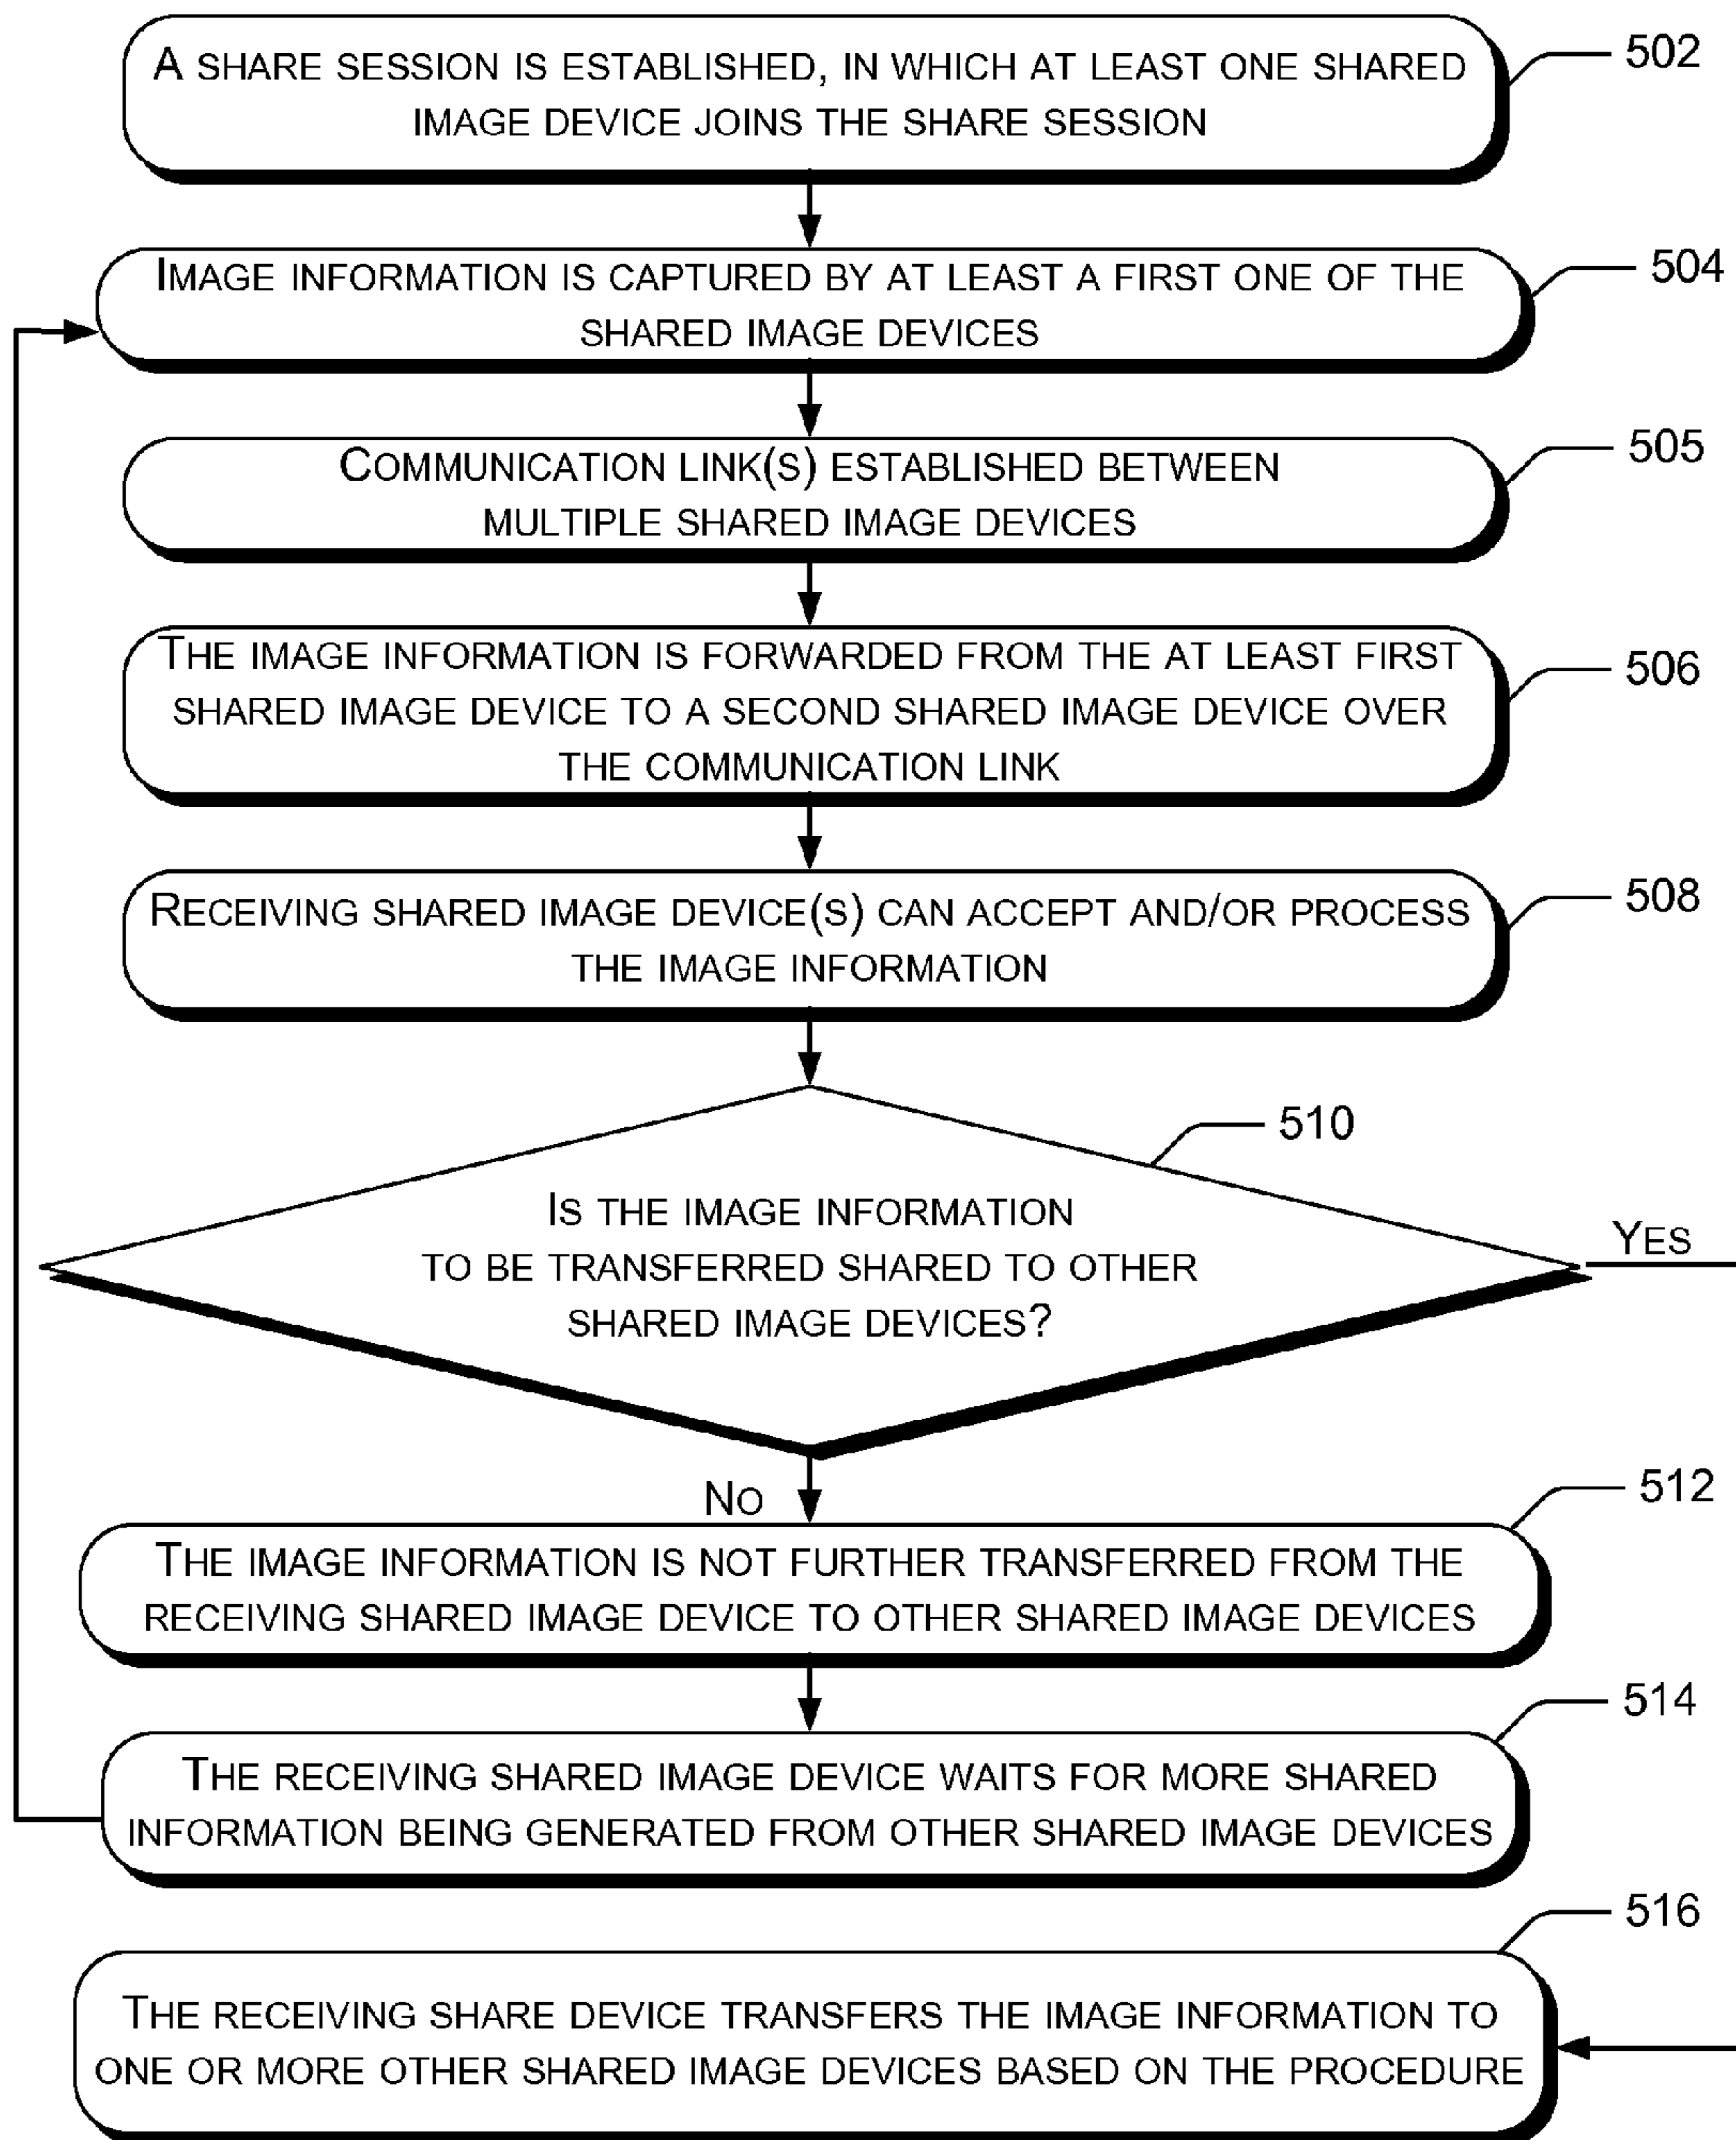 A SHARE SESSION IS ESTABLISHED, IN WHICH AT LEAST ONE SHARED
IMAGE DEVICE JOINS THE SHARE SESSION
502
IMAGE INFORMATION IS CAPTURED BY AT LEAST A FIRST ONE OF THE
SHARED IMAGE DEVICES
504
COMMUNICATION LINK(S) ESTABLISHED BETWEEN
MULTIPLE SHARED IMAGE DEVICES
505
THE IMAGE INFORMATION IS FORWARDED FROM THE AT LEAST FIRST
SHARED IMAGE DEVICE TO A SECOND SHARED IMAGE DEVICE OVER
THE COMMUNICATION LINK
506
RECEIVING SHARED IMAGE DEVICE(S) CAN ACCEPT AND/OR PROCESS
THE IMAGE INFORMATION
508
510
IS THE IMAGE INFORMATION
TO BE TRANSFERRED SHARED TO OTHER
SHARED IMAGE DEVICES?
YES
NO
512
THE IMAGE INFORMATION IS NOT FURTHER TRANSFERRED FROM THE
RECEIVING SHARED IMAGE DEVICE TO OTHER SHARED IMAGE DEVICES
514
THE RECEIVING SHARED IMAGE DEVICE WAITS FOR MORE SHARED
INFORMATION BEING GENERATED FROM OTHER SHARED IMAGE DEVICES
516
THE RECEIVING SHARE DEVICE TRANSFERS THE IMAGE INFORMATION TO
ONE OR MORE OTHER SHARED IMAGE DEVICES BASED ON THE PROCEDURE